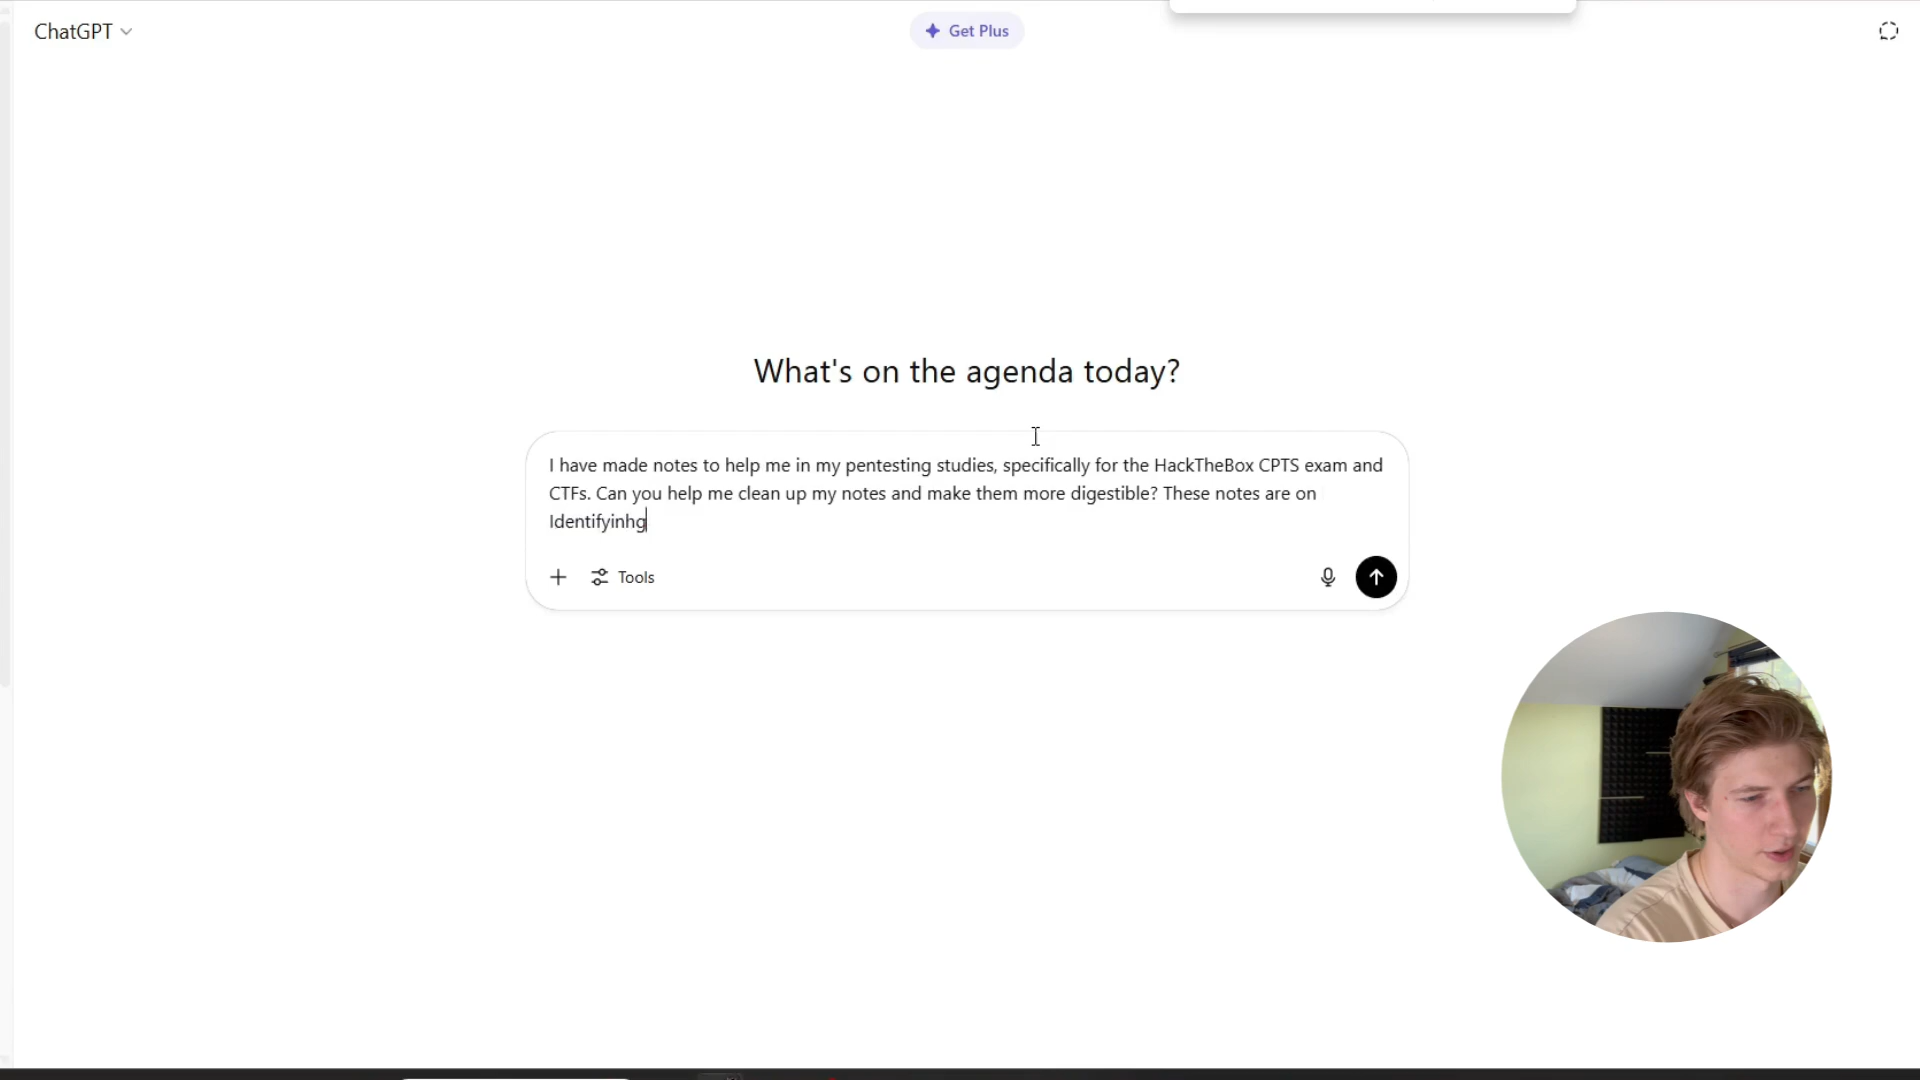 ChatGPT
Get Plus
What's on the agenda today?
I have made notes to help me in my pentesting studies, specifically for the HackTheBox CPTS exam and
CTFs. Can you help me clean up my notes and make them more digestible? These notes are on
Identifyinhg
Tools